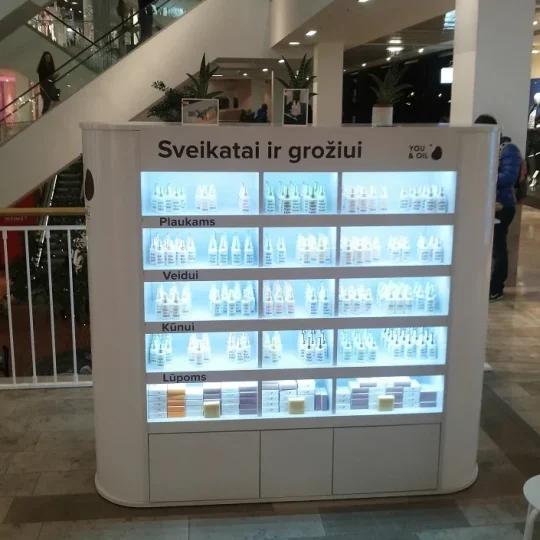 Sveikatai ir grožiui
YOU
& OIL
Plaukams
Veidui
Kūnui
Lūpoms